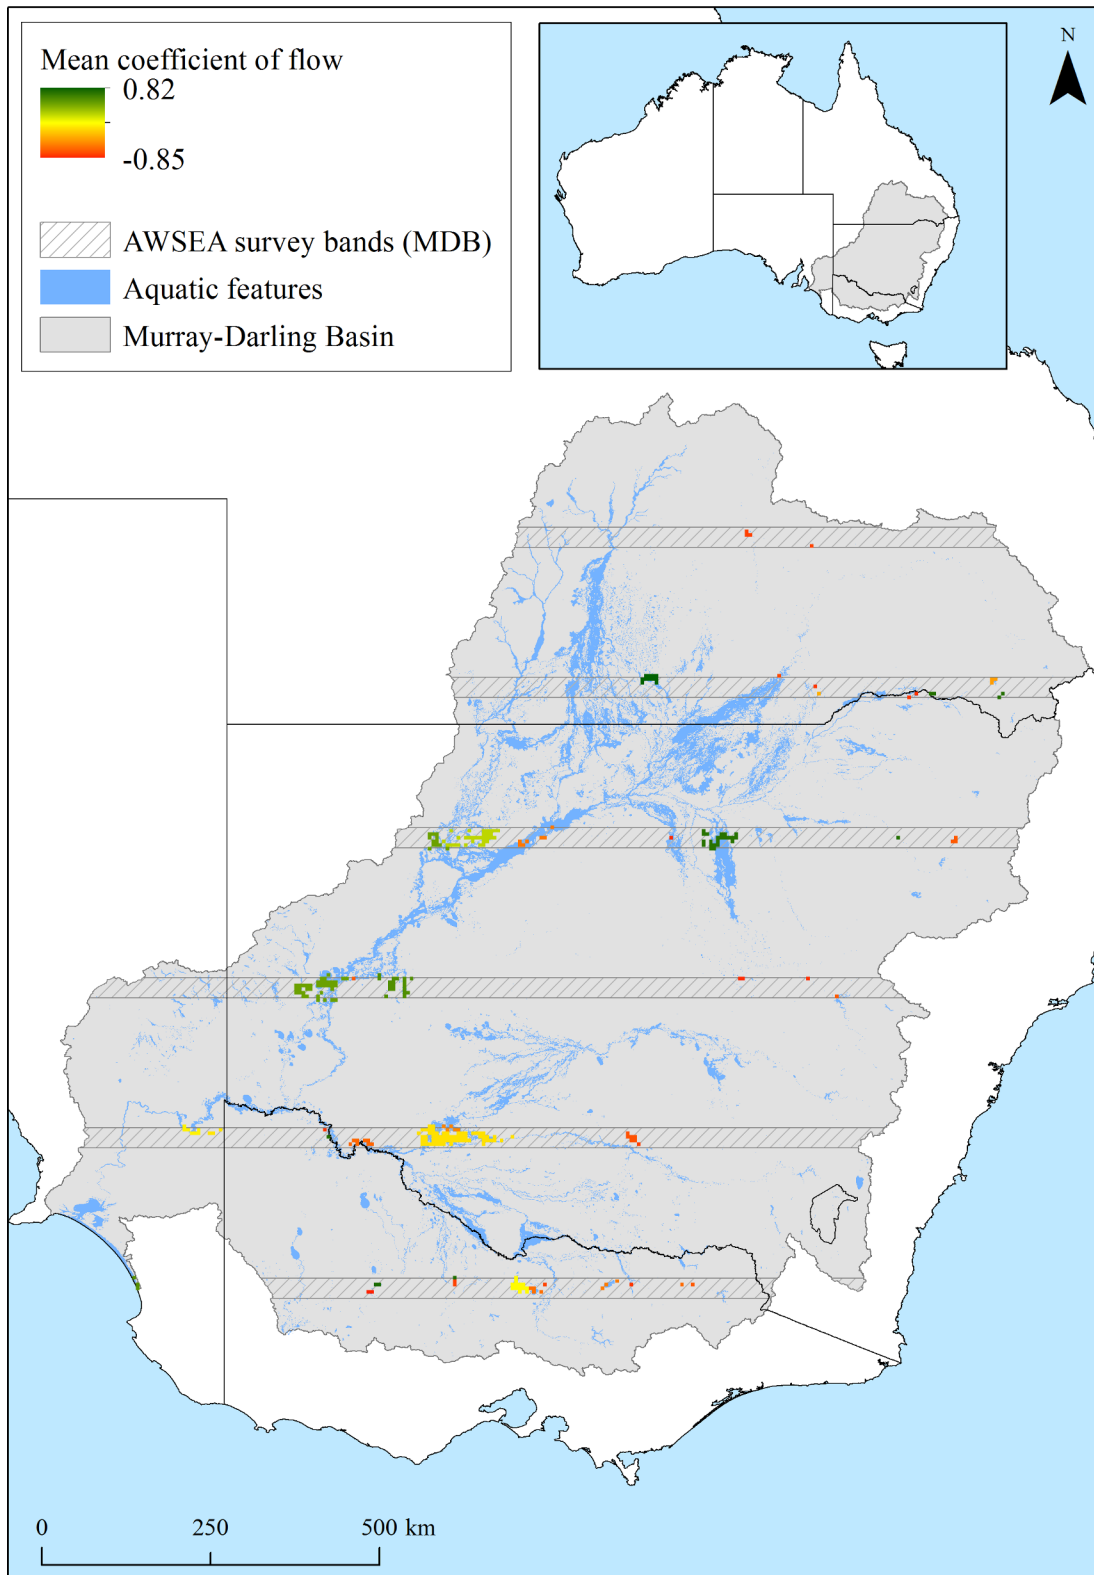 Mean coefficient of flow
0.82
-0.85
AWSEA survey bands (MDB)
Aquatic features
Murray-Darling Basin
N
0 250 500 km